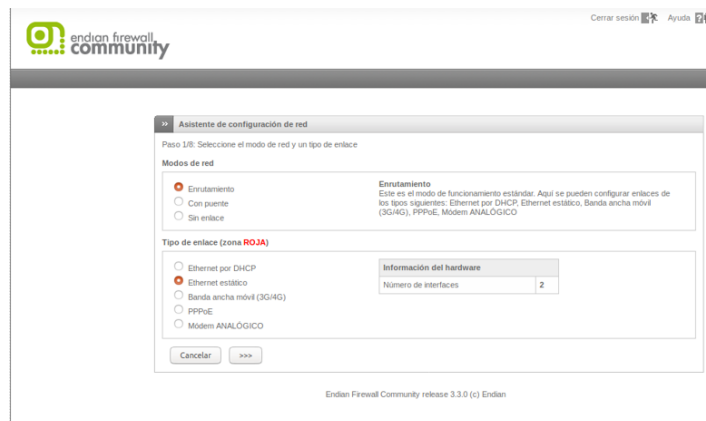 Cerrar sesión Ayuda
endian firewall
community
Asistente de configuración de red
Paso 1/8: Seleccione el modo de red y un tipo de enlace
Modos de red
Enrutamiento
Con puente
Sin enlace
Enrutamiento
Este es el modo de funcionamiento estándar. Aquí se pueden configurar enlaces de
los tipos siguientes: Ethernet por DHCP, Ethernet estático, Banda ancha móvil
(3G/4G), PPPoE, Módem ANALÓGICO
Tipo de enlace (zona ROJA)
Ethernet por DHCP
Ethernet estático
Banda ancha móvil (3G/4G)
PPPoE
Módem ANALÓGICO
Información del hardware
Número de interfaces 2
Cancelar >>>
Endian Firewall Community release 3.3.0 (c) Endian